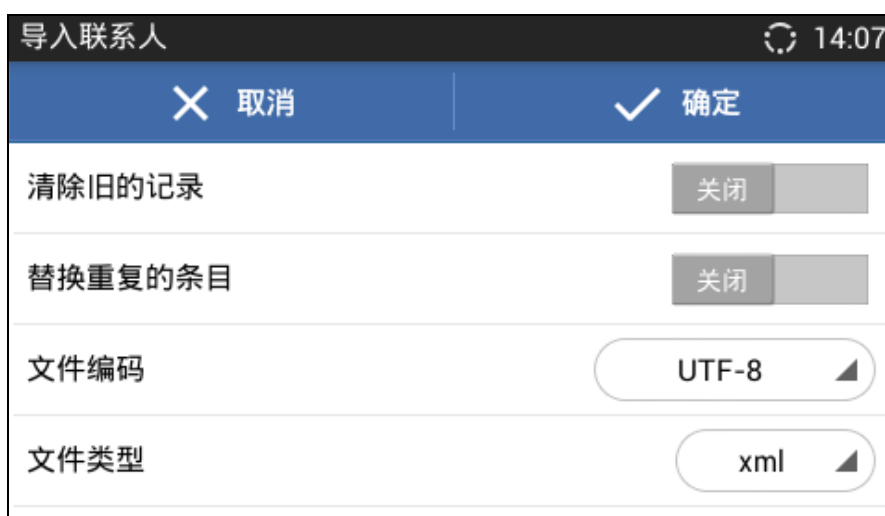 导入联系人 14:07
取消 确定
清除旧的记录 关闭
替换重复的条目 关闭
文件编码 UTF-8
文件类型 xml